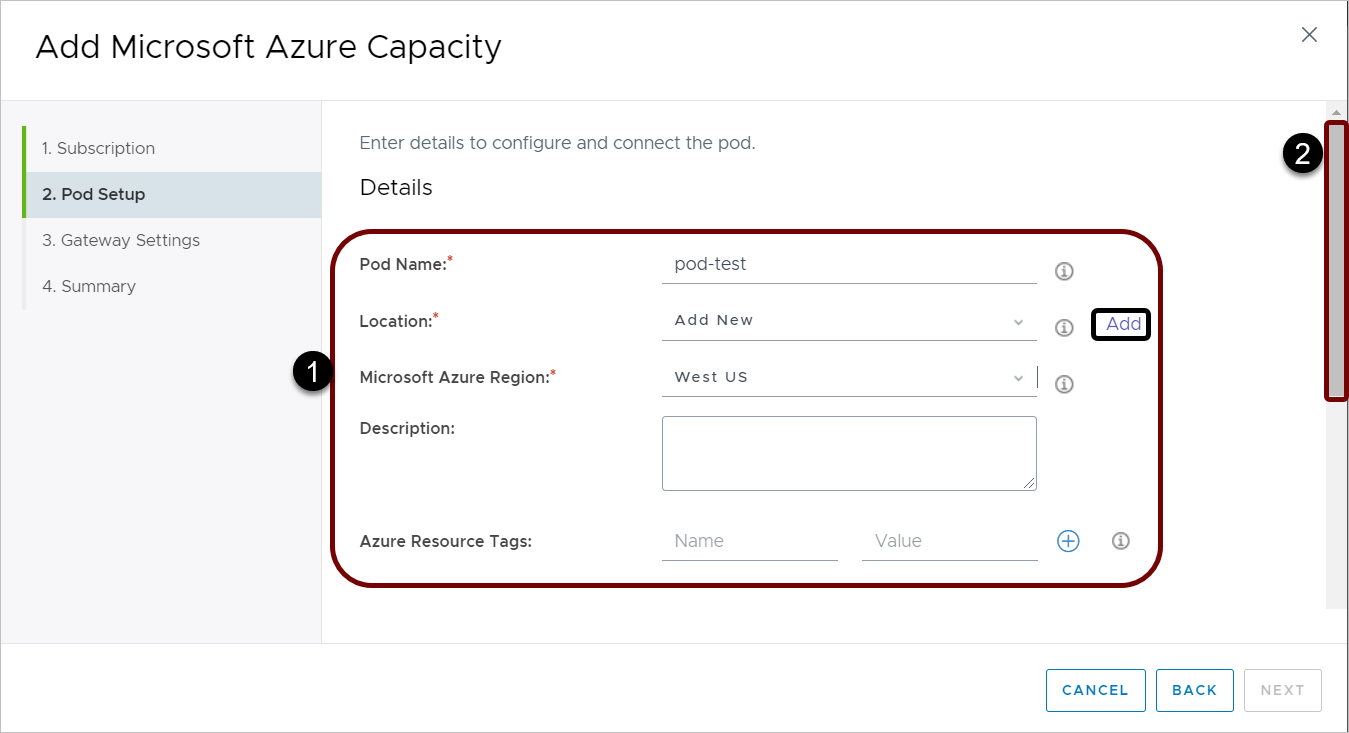 Add Microsoft Azure Capacity
1. Subscription
2. Pod Setup
3. Gateway Settings
4. Summary
Enter details to configure and connect the pod.
Details
Pod Name:* pod-test
Location:* Add New Add
Microsoft Azure Region:* West US
Description:
Azure Resource Tags: Name Value
1
2
CANCEL BACK NEXT